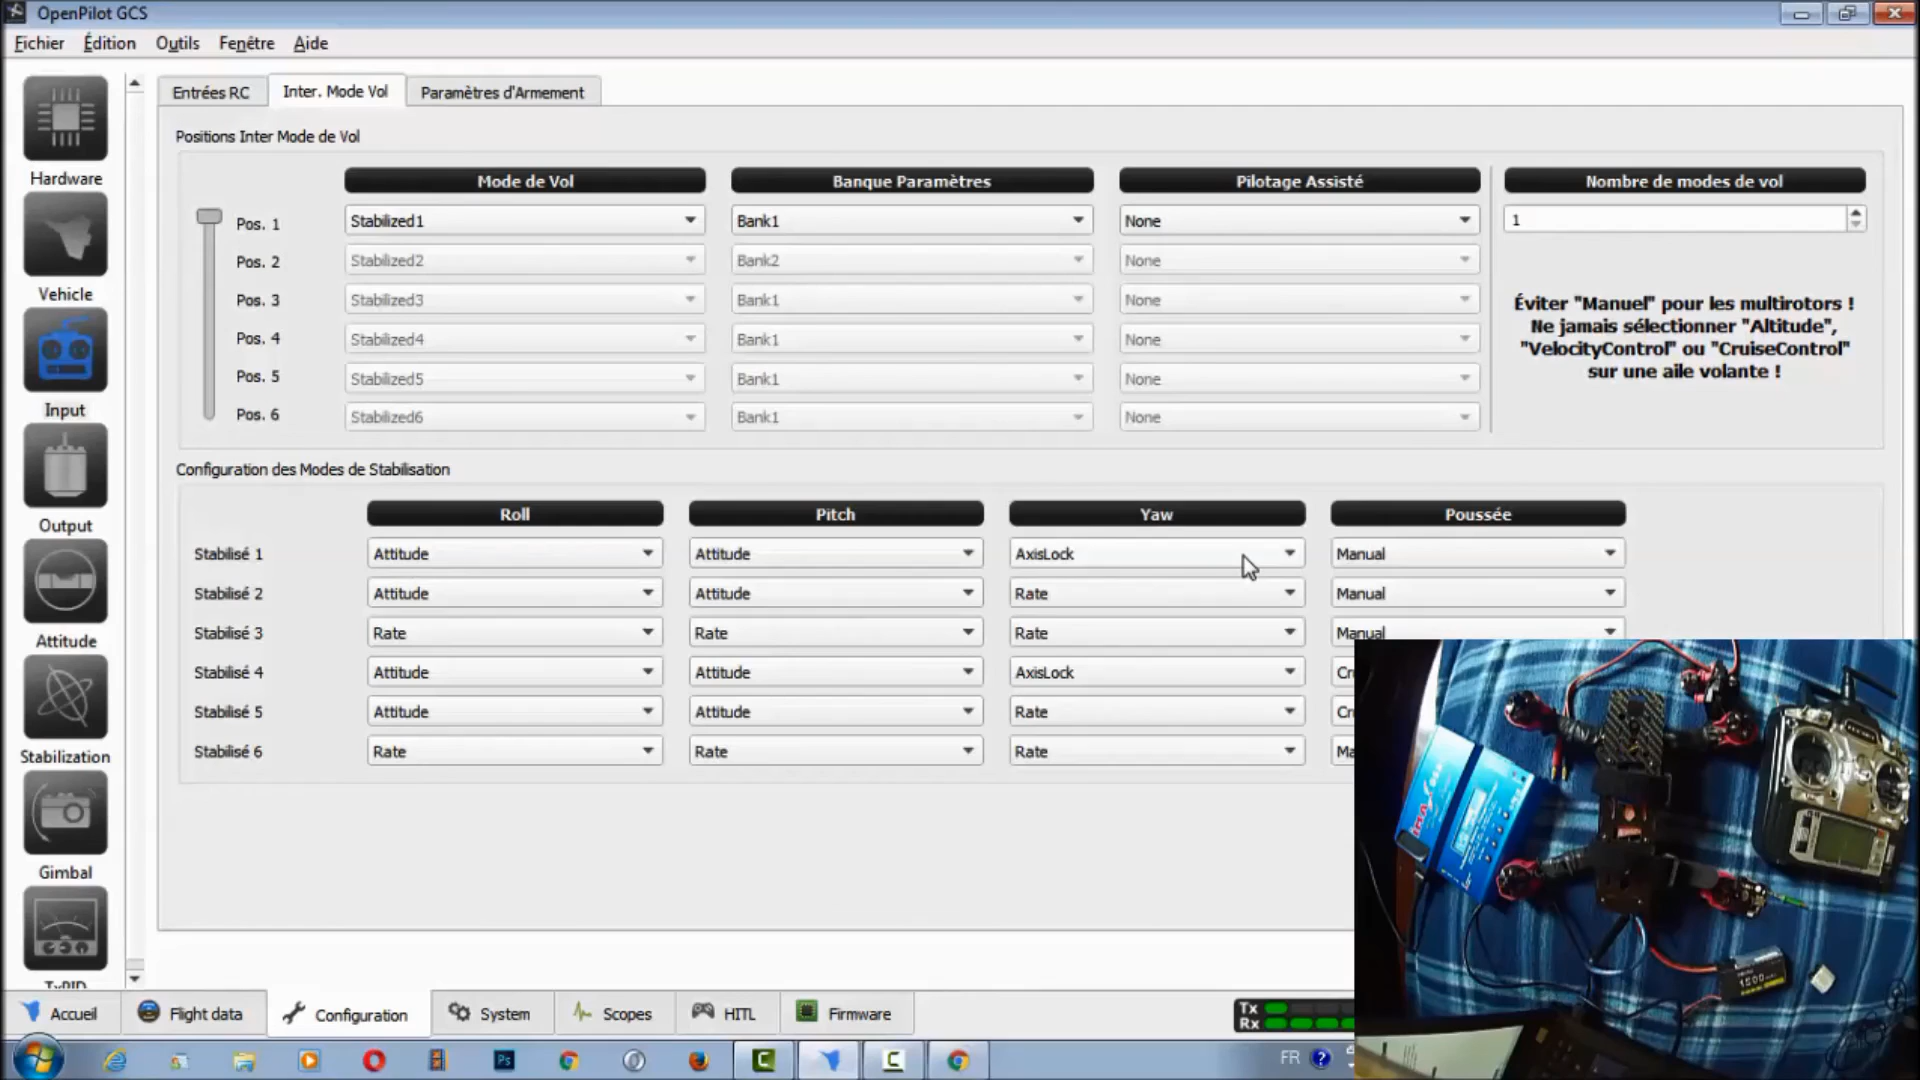 OpenPilot GCS
Fichier Édition Outils Fenêtre Aide
Entrées RC Inter. Mode Vol Paramètres d'Armement
Positions Inter Mode de Vol
Mode de Vol Banque Paramètres Pilotage Assisté Nombre de modes de vol
Pos. 1 Stabilized1 Bank1 None 1
Pos. 2 Stabilized2 Bank2 None
Pos. 3 Stabilized3 Bank1 None
Pos. 4 Stabilized4 Bank1 None
Pos. 5 Stabilized5 Bank1 None
Pos. 6 Stabilized6 Bank1 None
Éviter "Manuel" pour les multirotors !
Ne jamais sélectionner "Altitude",
"VelocityControl" ou "CruiseControl"
sur une aile volante !
Configuration des Modes de Stabilisation
Roll Pitch Yaw Poussée
Stabilisé 1 Attitude Attitude AxisLock Manual
Stabilisé 2 Attitude Attitude Rate Manual
Stabilisé 3 Rate Rate Rate Manual
Stabilisé 4 Attitude Attitude AxisLock Cru
Stabilisé 5 Attitude Attitude Rate Cru
Stabilisé 6 Rate Rate Rate Ma
Hardware
Vehicle
Input
Output
Attitude
Stabilization
Gimbal
TxPID
Accueil Flight data Configuration System Scopes HITL Firmware
Tx
Rx
Ps
FR
1500